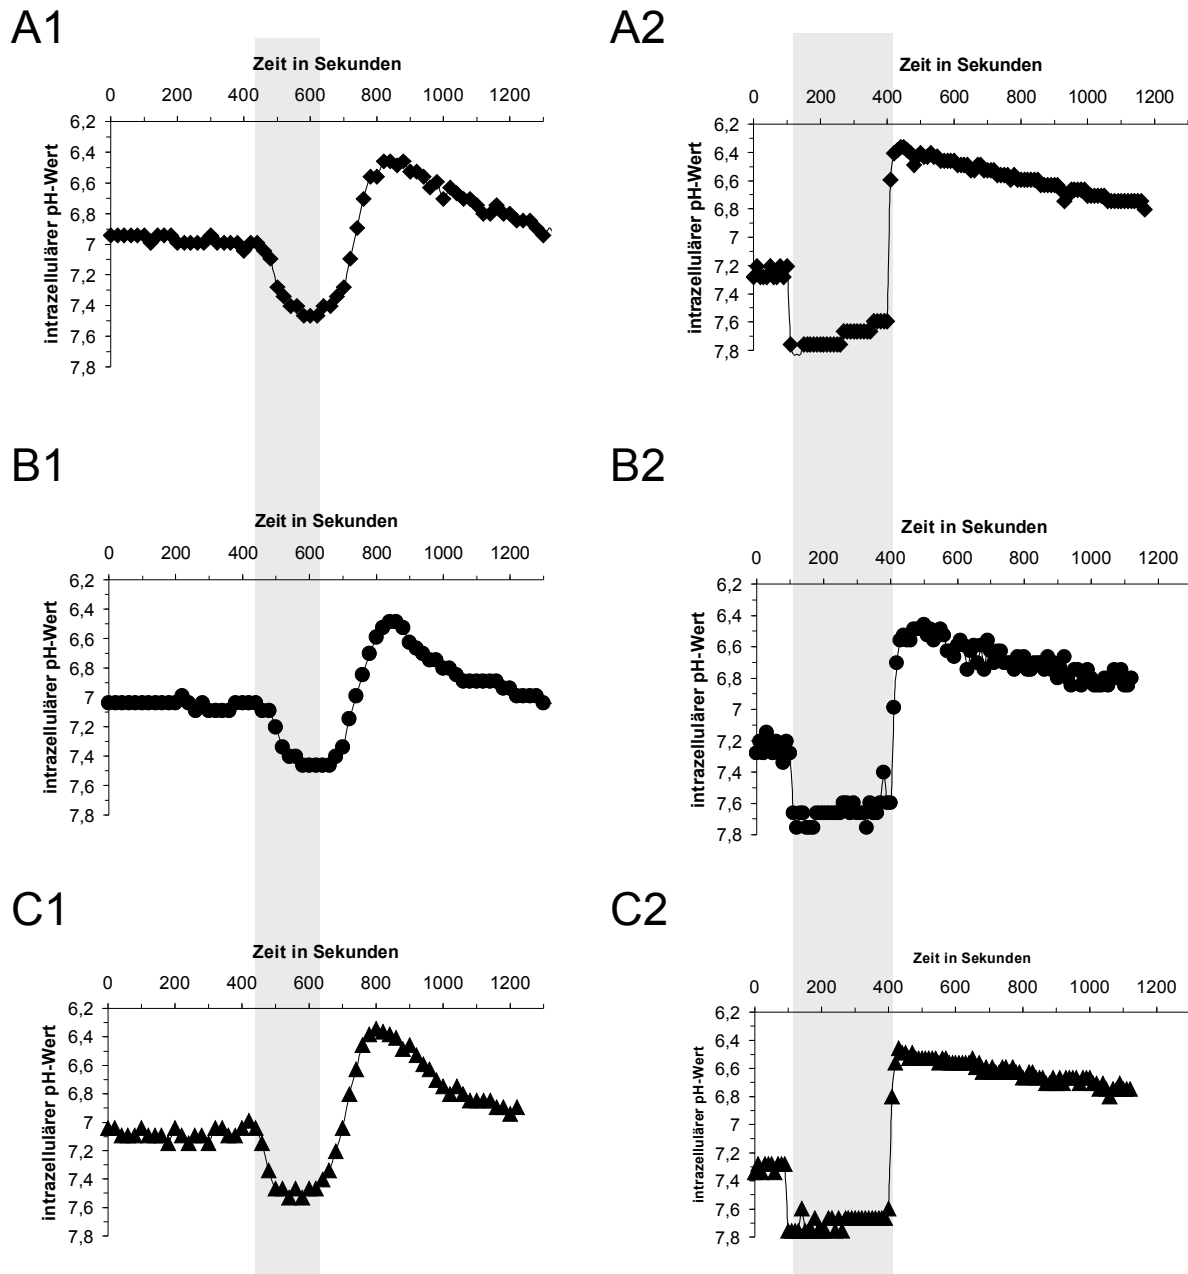 A1
Zeit in Sekunden
0 200 400 600 800 1000 1200
intrazellulärer pH-Wert
6,2
6,4
6,6
6,8
7
7,2
7,4
7,6
7,8
A2
Zeit in Sekunden
0 200 400 600 800 1000 1200
intrazellulärer pH-Wert
6,2
6,4
6,6
6,8
7
7,2
7,4
7,6
7,8
B1
Zeit in Sekunden
0 200 400 600 800 1000 1200
intrazellulärer pH-Wert
6,2
6,4
6,6
6,8
7
7,2
7,4
7,6
7,8
B2
Zeit in Sekunden
0 200 400 600 800 1000 1200
intrazellulärer pH-Wert
6,2
6,4
6,6
6,8
7
7,2
7,4
7,6
7,8
C1
Zeit in Sekunden
0 200 400 600 800 1000 1200
intrazellulärer pH-Wert
6,2
6,4
6,6
6,8
7
7,2
7,4
7,6
7,8
C2
Zeit in Sekunden
0 200 400 600 800 1000 1200
intrazellulärer pH-Wert
6,2
6,4
6,6
6,8
7
7,2
7,4
7,6
7,8